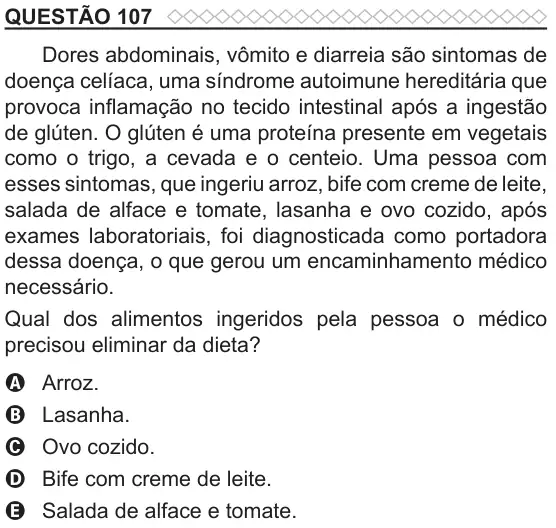 QUESTÃO 107
Dores abdominais, vômito e diarreia são sintomas de
doença celíaca, uma síndrome autoimune hereditária que
provoca inflamação no tecido intestinal após a ingestão
de glúten. O glúten é uma proteína presente em vegetais
como o trigo, a cevada e o centeio. Uma pessoa com
esses sintomas, que ingeriu arroz, bife com creme de leite,
salada de alface e tomate, lasanha e ovo cozido, após
exames laboratoriais, foi diagnosticada como portadora
dessa doença, o que gerou um encaminhamento médico
necessário.
Qual dos alimentos ingeridos pela pessoa o médico
precisou eliminar da dieta?
A Arroz.
B Lasanha.
C Ovo cozido.
D Bife com creme de leite.
E Salada de alface e tomate.